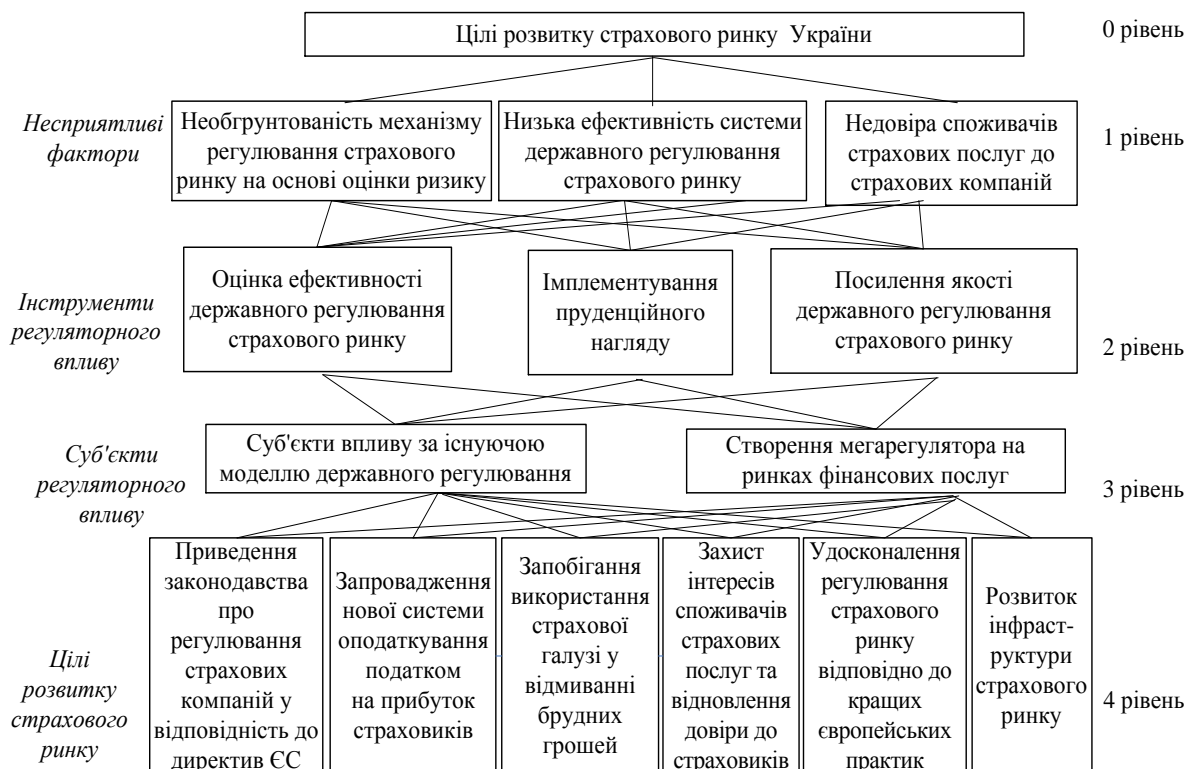 Цілі розвитку страхового ринку України
0 рівень
Несприятливі
фактори
Необгрунтованість механізму
регулювання страхового
ринку на основі оцінки ризику
Низька ефективність системи
державного регулювання
страхового ринку
Недовіра споживачів
страхових послуг до
страхових компаній
1 рівень
Інструменти
регуляторного
впливу
Оцінка ефективності
державного регулювання
страхового ринку
Імплементування
пруденційного
нагляду
Посилення якості
державного регулювання
страхового ринку
2 рівень
Суб'єкти
регуляторного
впливу
Суб'єкти впливу за існуючою
моделлю державного регулювання
Створення мегарегулятора на
ринках фінансових послуг
3 рівень
Цілі
розвитку
страхового
ринку
Приведення
законодавства
про
регулювання
страхових
компаній у
відповідність до
директив ЄС
Запровадження
нової системи
оподаткування
податком
на прибуток
страховиків
Запобігання
використання
страхової
галузі у
відмиванні
брудних
грошей
Захист
інтересів
споживачів
страхових
послуг та
відновлення
довіри до
страховиків
Удосконалення
регулювання
страхового
ринку
відповідно до
кращих
європейських
практик
Розвиток
інфраст-
руктури
страхового
ринку
4 рівень